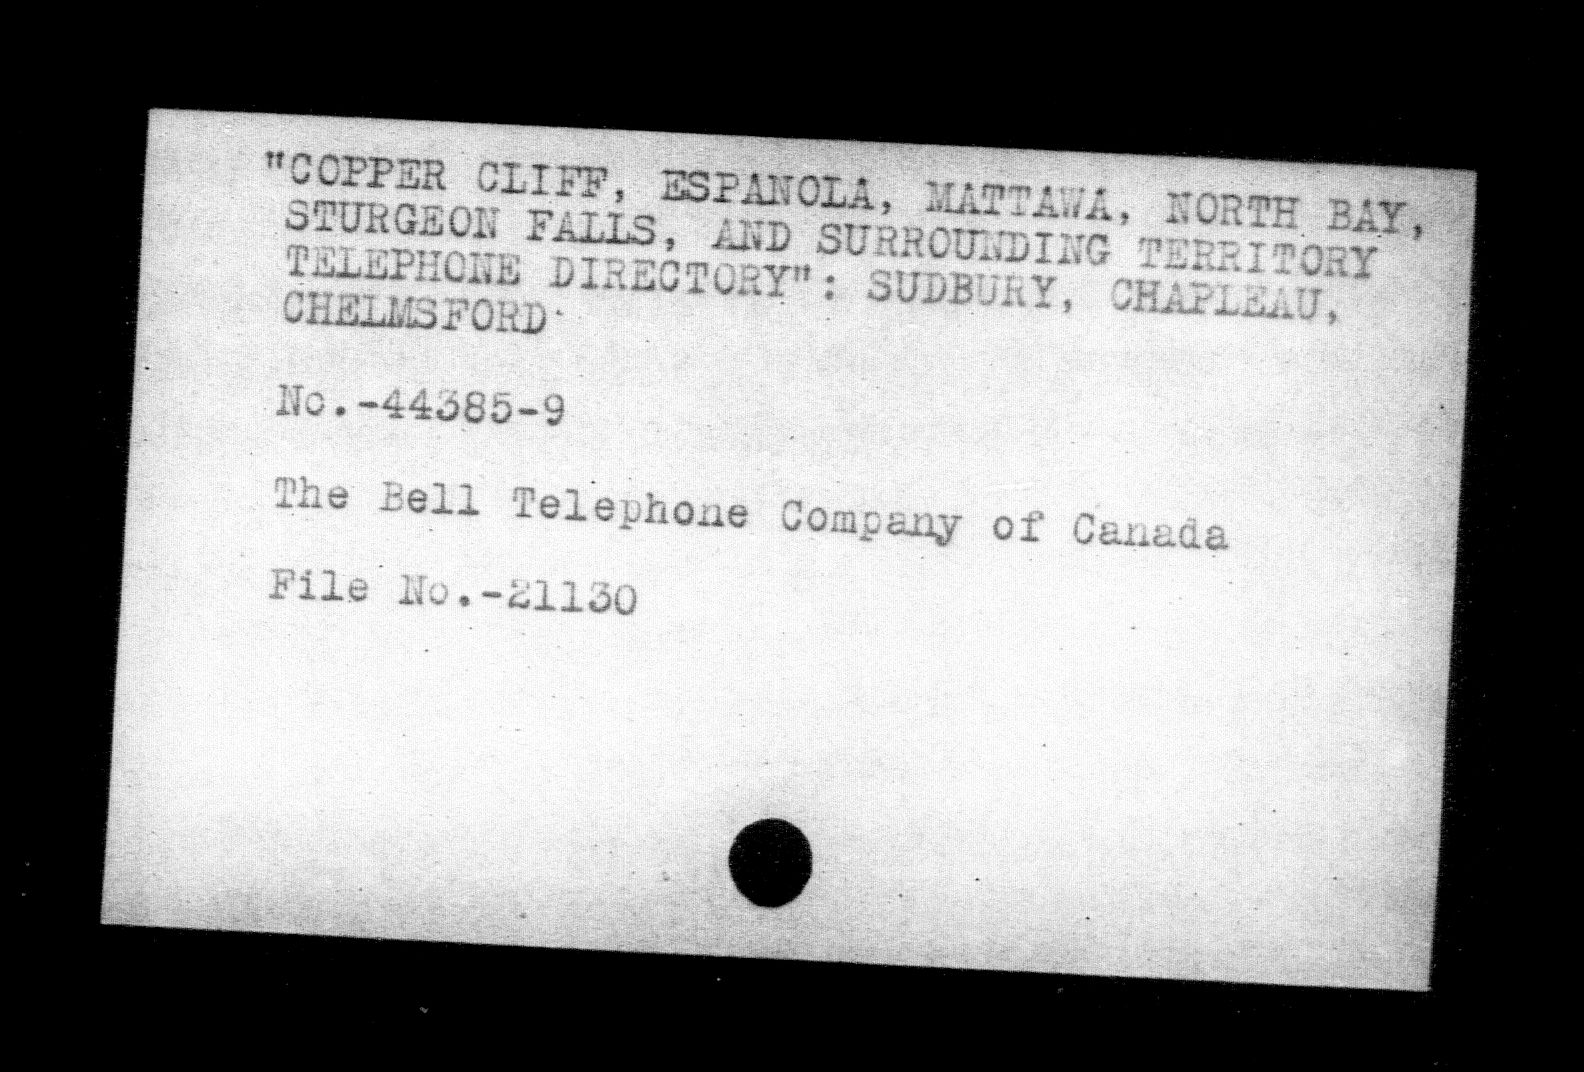 "COPPER CLIFF, ESPANOLA, MATTAWA, NORTH BAY,
STURGEON FALLS, AND SURROUNDING TERRITORY
TELEPHONE DIRECTORY": SUDBURY, CHAPLEAU,
CHELMSFORD
No.-44385-9
The Bell Telephone Company of Canada
File No.-21130